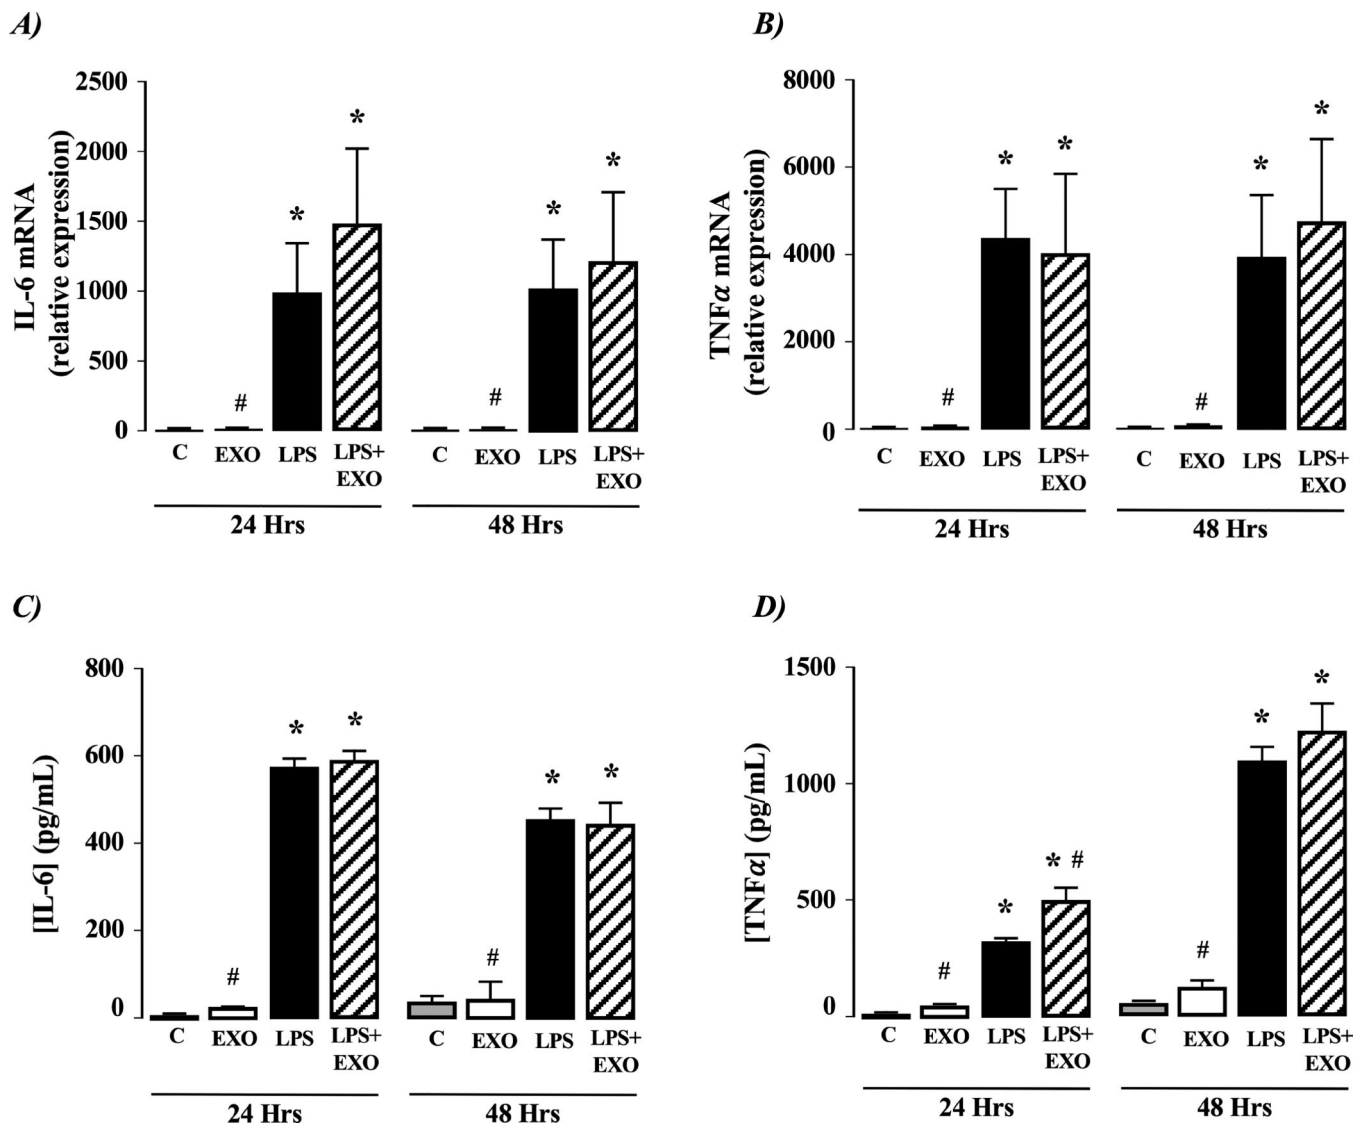 A)
IL-6 mRNA
(relative expression)
2500
2000
1500
1000
500
0
*
*
*
*
#
#
C EXO LPS LPS+
EXO
C EXO LPS LPS+
EXO
24 Hrs 48 Hrs
B)
TNFα mRNA
(relative expression)
8000
6000
4000
2000
0
*
*
*
*
#
#
C EXO LPS LPS+
EXO
C EXO LPS LPS+
EXO
24 Hrs 48 Hrs
C)
[IL-6] (pg/mL)
800
600
400
200
0
*
*
*
*
#
#
C EXO LPS LPS+
EXO
C EXO LPS LPS+
EXO
24 Hrs 48 Hrs
D)
[TNFα] (pg/mL)
1500
1000
500
0
*
*
* #
*
#
#
C EXO LPS LPS+
EXO
C EXO LPS LPS+
EXO
24 Hrs 48 Hrs